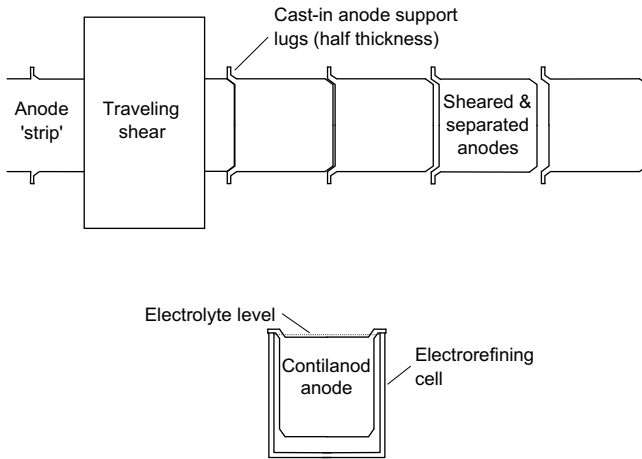 Cast-in anode support
lugs (half thickness)
Anode
'strip'
Traveling
shear
Sheared &
separated
anodes
Electrolyte level
Contilanod
anode
Electrorefining
cell